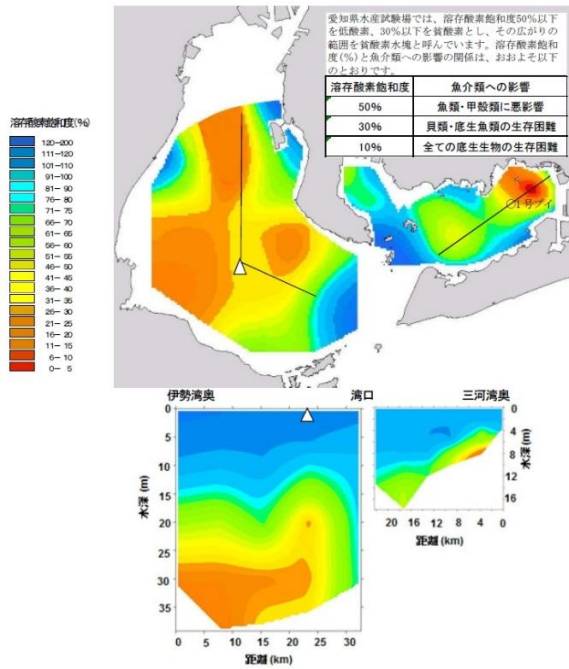 愛知県水産試験場では、溶存酸素飽和度50%以下
を低酸素、30%以下を貧酸素とし、その広がり
の範囲を貧酸素水塊と呼んでいます。溶存酸素飽和
度(%)と魚介類への影響の関係は、おおよそ以下
のとおりです。
溶存酸素飽和度 魚介類への影響
50% 魚類・甲殻類に悪影響
30% 貝類・底生魚類の生存困難
10% 全ての底生生物の生存困難
溶存酸素飽和度(%)
120-200
111-120
101-110
91-100
81-90
76-80
71-75
66-70
61-65
56-60
51-55
46-50
41-45
36-40
31-35
26-30
21-25
16-20
11-15
6-10
0-5
1号ブイ
伊勢湾奥 湾口 三河湾奥
水深 (m)
0
5
10
15
20
25
30
35
0 5 10 15 20 25 30
距離 (km)
0
4
8
12
16
水深 (m)
20 16 12 8 4 0
距離 (km)